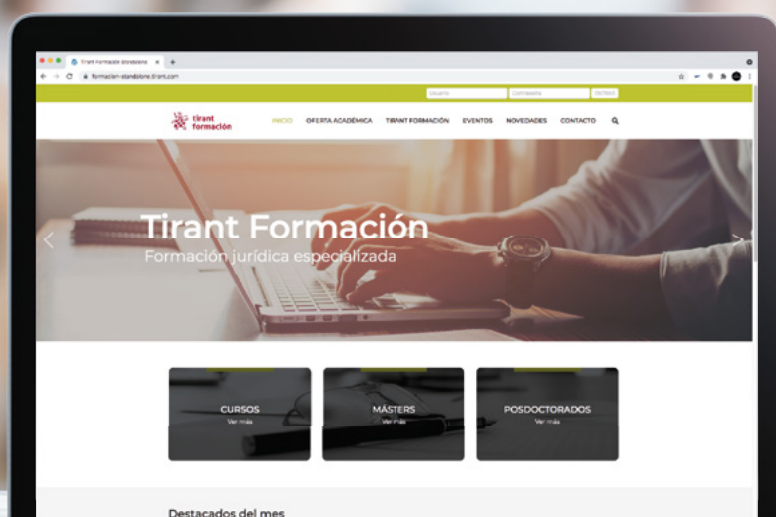 Tirant Formación standalone
formacion-standalone.tirant.com
Usuario
Contraseña
tirant
formación
INICIO OFERTA ACADÉMICA TIRANT FORMACIÓN EVENTOS NOVEDADES CONTACTO
Tirant Formación
Formación jurídica especializada
CURSOS MÁSTERS POSDOCTORADOS
Ver más Ver más Ver más
Destacados del mes